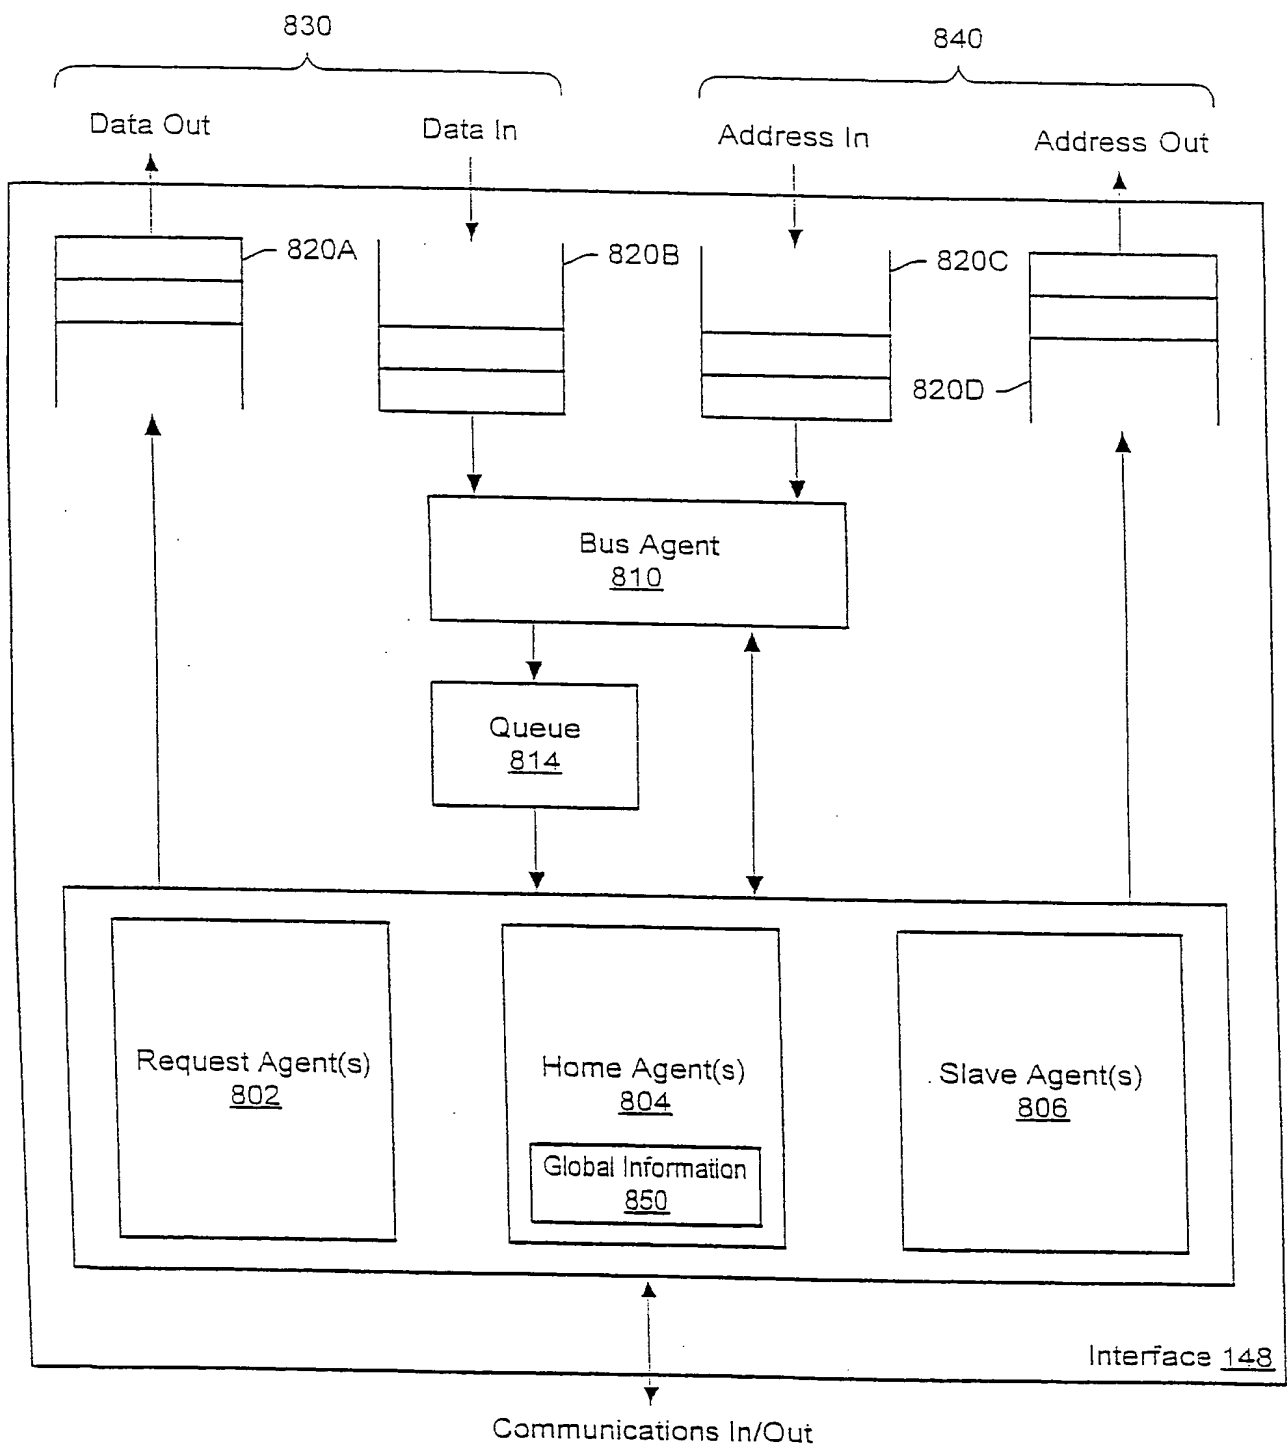 830
840
Data Out
Data In
Address In
Address Out
820A
820B
820C
820D
Bus Agent
810
Queue
814
Request Agent(s)
802
Home Agent(s)
804
Slave Agent(s)
806
Global Information
850
Interface 148
Communications In/Out